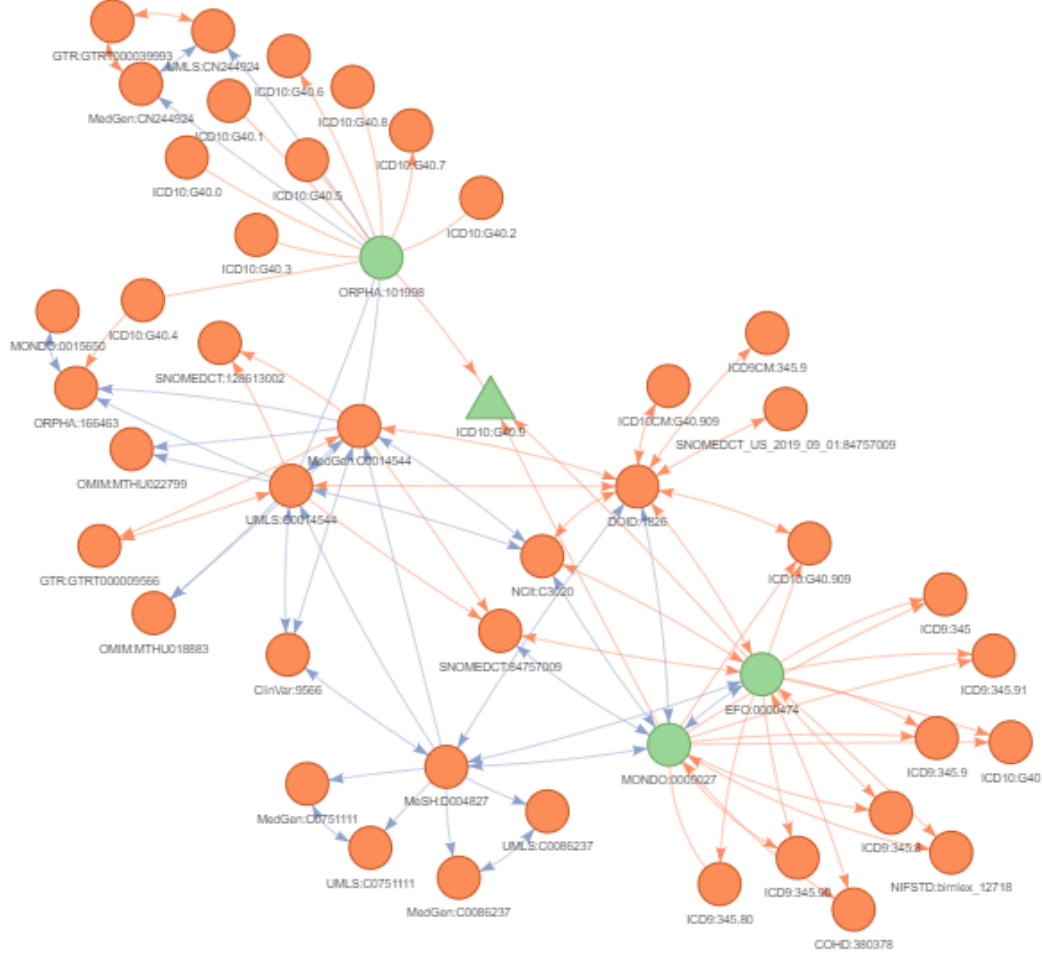 GTR:GTRT000039993
UMLS:CN244924
ICD10:G40.6
MedGen:CN244924
ICD10:G40.8
ICD10:G40.1
ICD10:G40.7
ICD10:G40.0
ICD10:G40.5
ICD10:G40.2
ICD10:G40.3
ORPHA:101998
ICD10:G40.4
MONDO:0015650
SNOMEDCT:128613002
ICD9CM:345.9
ORPHA:166463
ICD10CM:G40.909
ICD10:G40.9
SNOMEDCT_US_2019_09_01:84757009
MedGen:C0014544
OMIM:MTHU022799
UMLS:C0014544
DOID:1826
GTR:GTRT000009566
ICD10:G40.909
NCIt:C3020
ICD9:345
OMIM:MTHU018883
SNOMEDCT:84757009
ClinVar:9566
ICD9:345.91
EFO:0000474
ICD9:345.9
ICD10:G40
MONDO:0005027
MeSH:D004827
MedGen:C0751111
UMLS:C0086237
ICD9:345.8
UMLS:C0751111
NIFSTD:birnlex_12718
ICD9:345.90
MedGen:C0086237
ICD9:345.80
COHD:380378